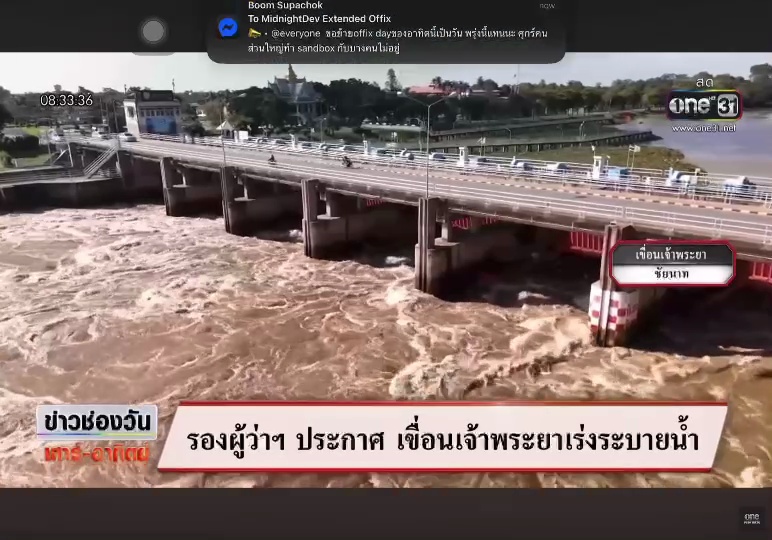 Boom Supachok
now
To MidnightDev Extended Offix
• @everyone ขอย้ายoffix dayของอาทิตนี้เป็นวัน พรุ่งนี้แทนนะ ศุกร์คน
ส่วนใหญ่ทำ sandbox กับบางคนไม่อยู่
08:33:36
สด
one HD 31
www.one31.net
เขื่อนเจ้าพระยา
ชัยนาท
ข่าวช่องวัน
เสาร์-อาทิตย์
รองผู้ว่าฯ ประกาศ เขื่อนเจ้าพระยาเร่งระบายน้ำ
one